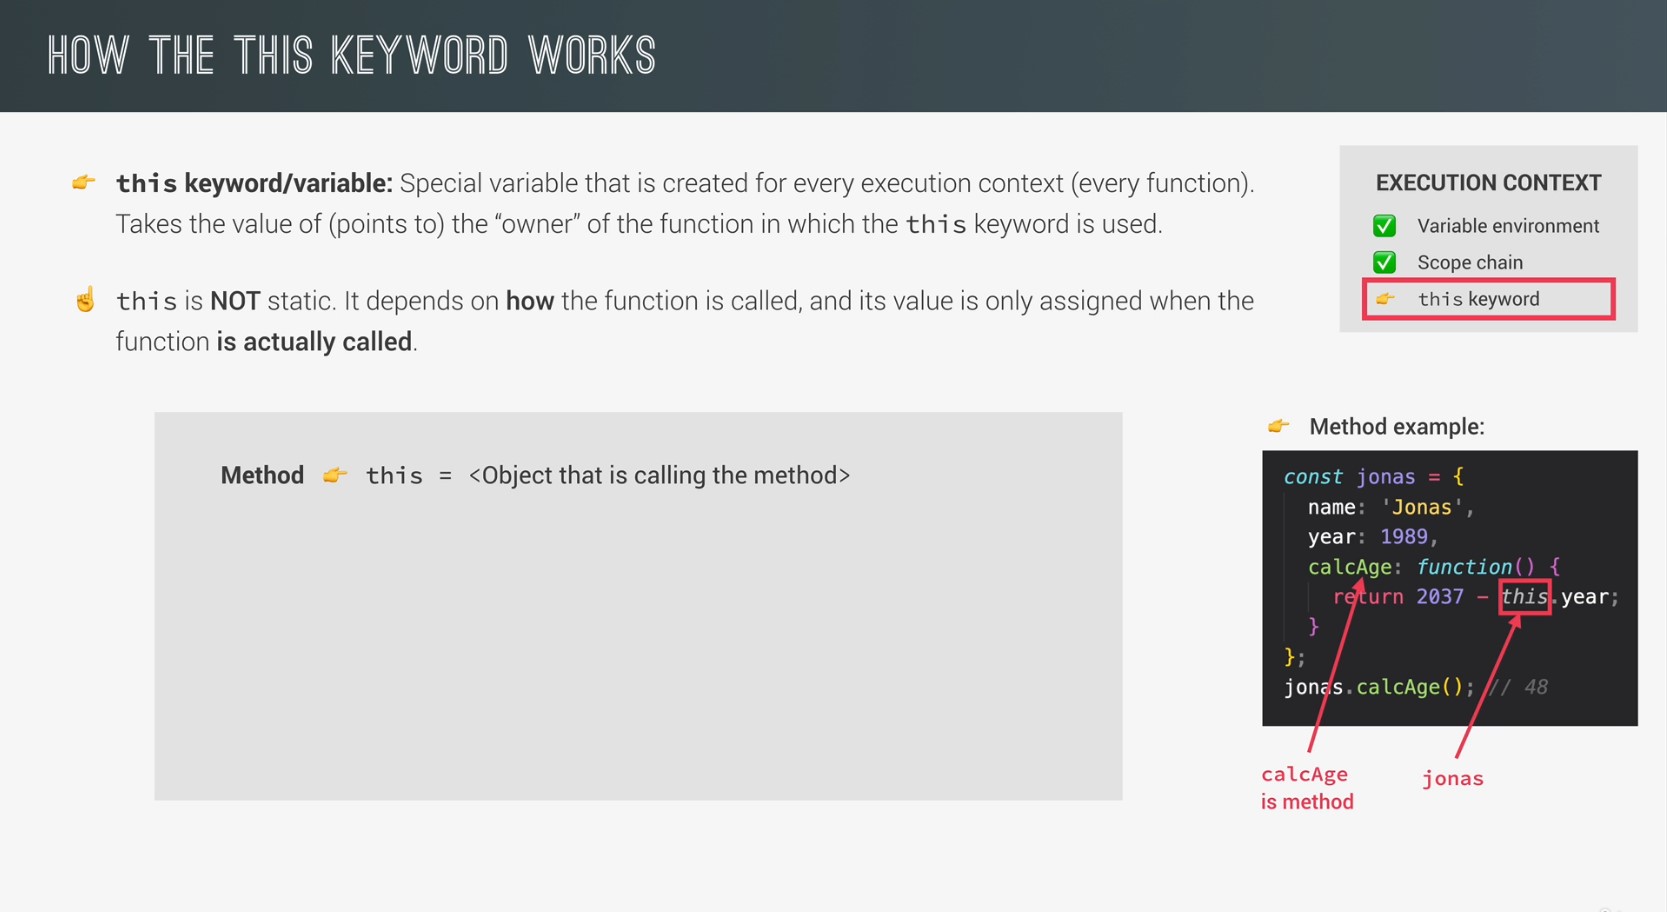 HOW THE THIS KEYWORD WORKS
👉 this keyword/variable: Special variable that is created for every execution context (every function).
Takes the value of (points to) the “owner” of the function in which the this keyword is used.
☝️ this is NOT static. It depends on how the function is called, and its value is only assigned when the
function is actually called.
EXECUTION CONTEXT
✅ Variable environment
✅ Scope chain
👉 this keyword
Method 👉 this = <Object that is calling the method>
👉 Method example:
const jonas = {
name: 'Jonas',
year: 1989,
calcAge: function() {
return 2037 - this.year;
}
};
jonas.calcAge(); // 48
calcAge
is method
jonas